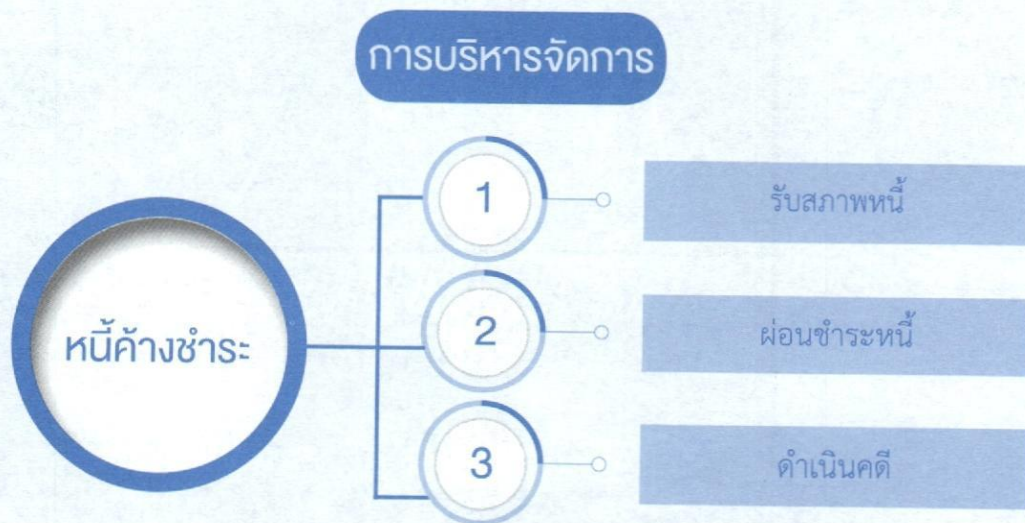 การบริหารจัดการ
หนี้ค้างชำระ
1
รับสภาพหนี้
2
ผ่อนชำระหนี้
3
ดำเนินคดี